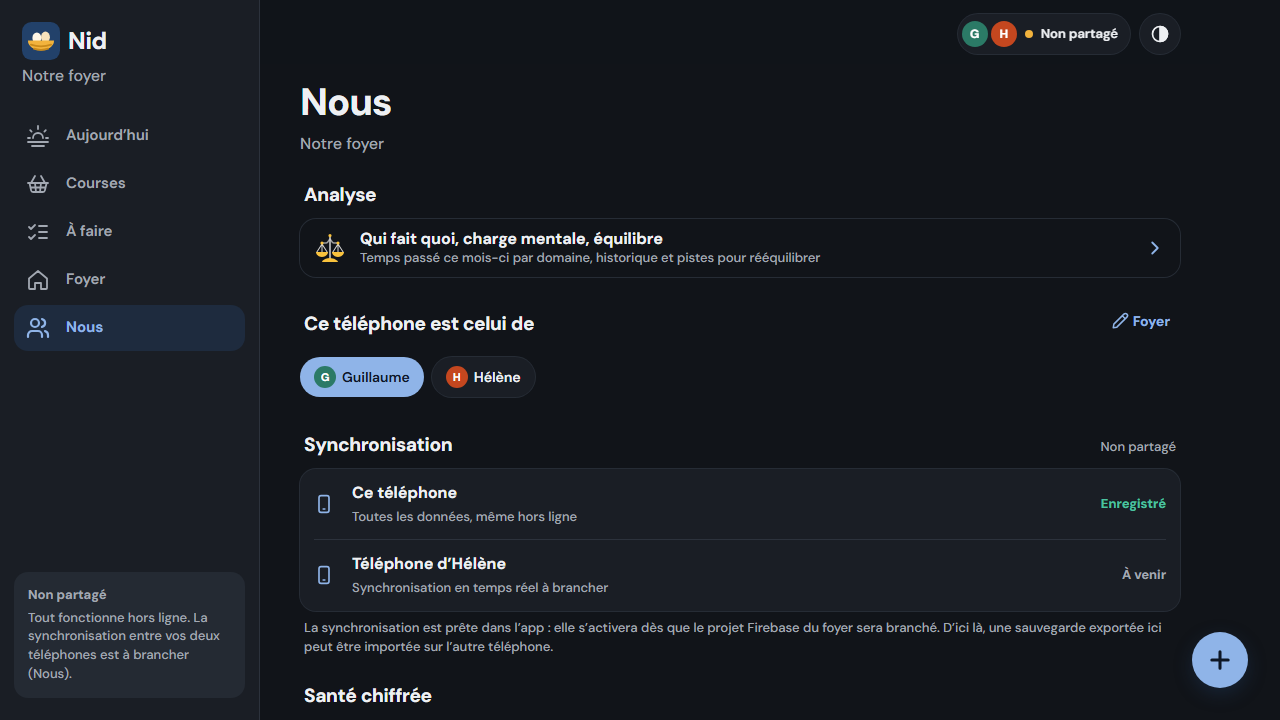 Nid
Notre foyer
Aujourd’hui
Courses
À faire
Foyer
Nous
Non partagé
Tout fonctionne hors ligne. La
synchronisation entre vos deux
téléphones est à brancher
(Nous).
G H Non partagé
Nous
Notre foyer
Analyse
Qui fait quoi, charge mentale, équilibre
Temps passé ce mois-ci par domaine, historique et pistes pour rééquilibrer
Ce téléphone est celui de
Foyer
G Guillaume
H Hélène
Synchronisation
Non partagé
Ce téléphone
Toutes les données, même hors ligne
Enregistré
Téléphone d’Hélène
Synchronisation en temps réel à brancher
À venir
La synchronisation est prête dans l’app : elle s’activera dès que le projet Firebase du foyer sera branché. D’ici là, une sauvegarde exportée ici
peut être importée sur l’autre téléphone.
Santé chiffrée